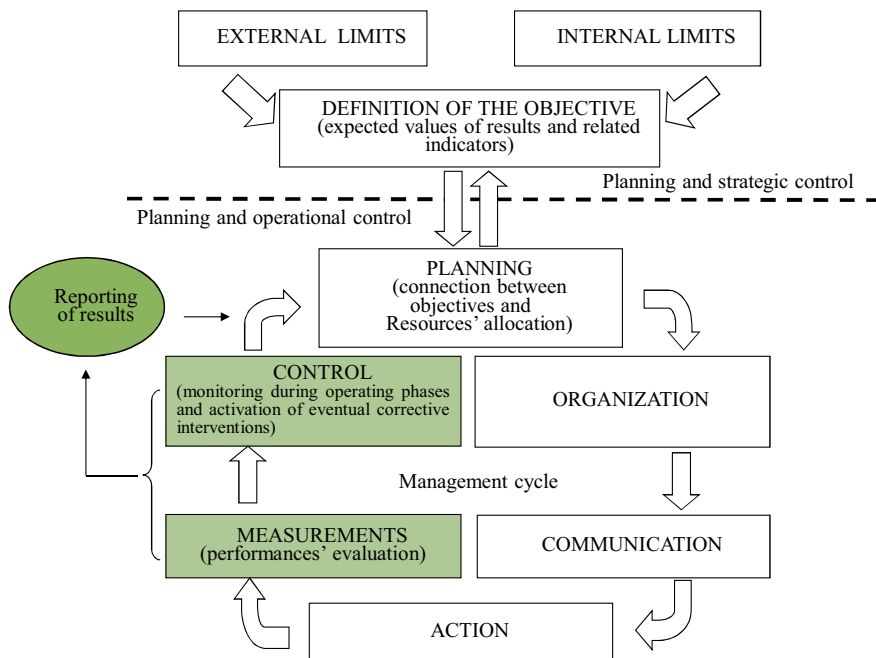 EXTERNAL LIMITS
INTERNAL LIMITS
DEFINITION OF THE OBJECTIVE
(expected values of results and related
indicators)
Planning and strategic control
Planning and operational control
PLANNING
(connection between
objectives and
Resources’ allocation)
Reporting
of results
CONTROL
(monitoring during operating phases
and activation of eventual corrective
interventions)
ORGANIZATION
Management cycle
MEASUREMENTS
(performances’ evaluation)
COMMUNICATION
ACTION